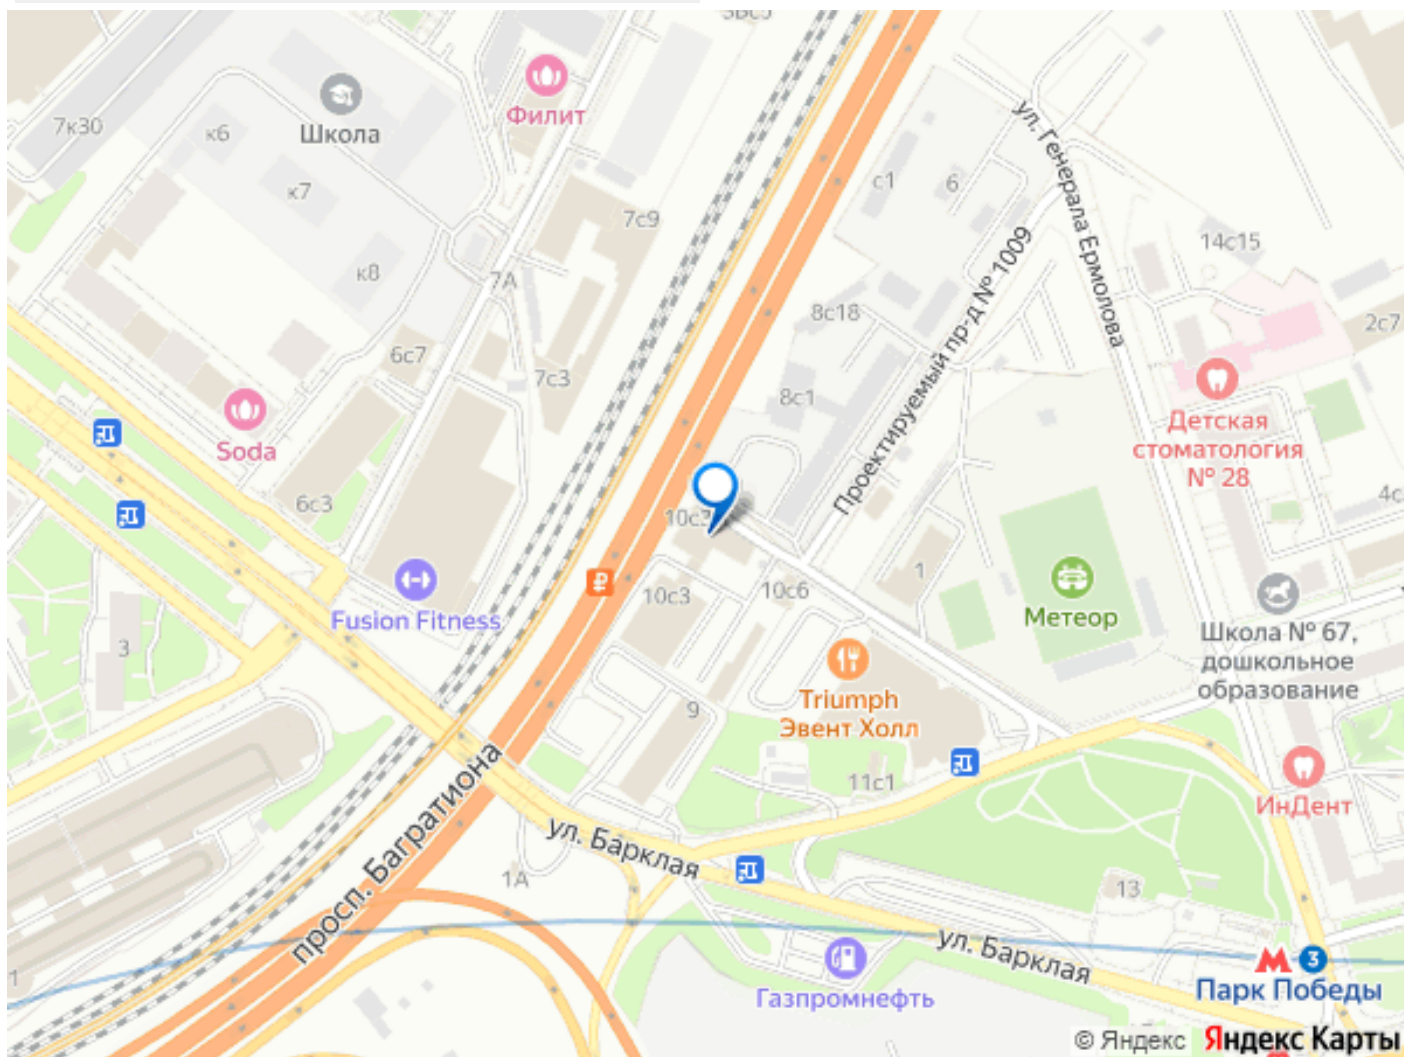 Филит
Школа
7к30
к6
к7
к8
7с9
7А
6с7
7с3
Soda
6с3
Fusion Fitness
3
с1
6
ул. Генерала Ермолова
14с15
8с18
Проектируемый пр-д № 1009
2с7
8с1
Детская
стоматология
№ 28
10с3
10с3
10с6
1
Метеор
Школа № 67,
дошкольное
образование
Triumph
Эвент Холл
9
11с1
ИнДент
просп. Багратиона
ул. Барклая
1А
13
ул. Барклая
1
3
Парк Победы
Газпромнефть
© Яндекс Яндекс Карты